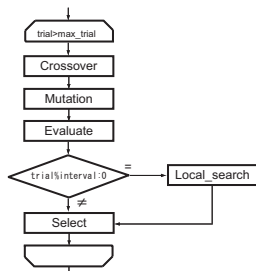 trial>max_trial
Crossover
Mutation
Evaluate
trial%interval:0
=
Local_search
≠
Select